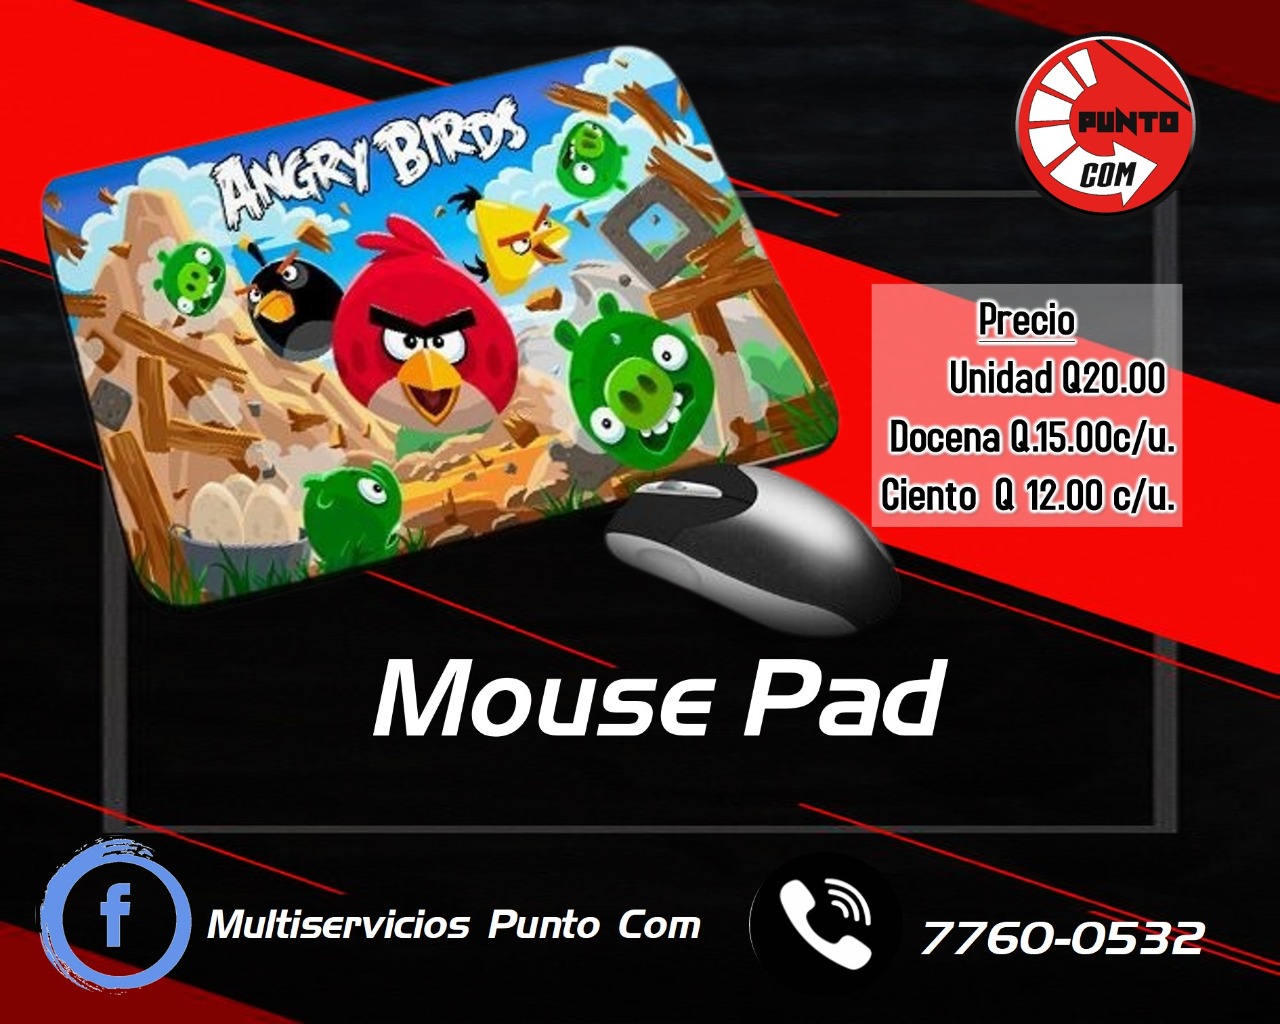 ANGRY BIRDS
PUNTO
COM
Precio
Unidad Q20.00
Docena Q.15.00c/u.
Ciento Q 12.00 c/u.
Mouse Pad
f
Multiservicios Punto Com
7760-0532